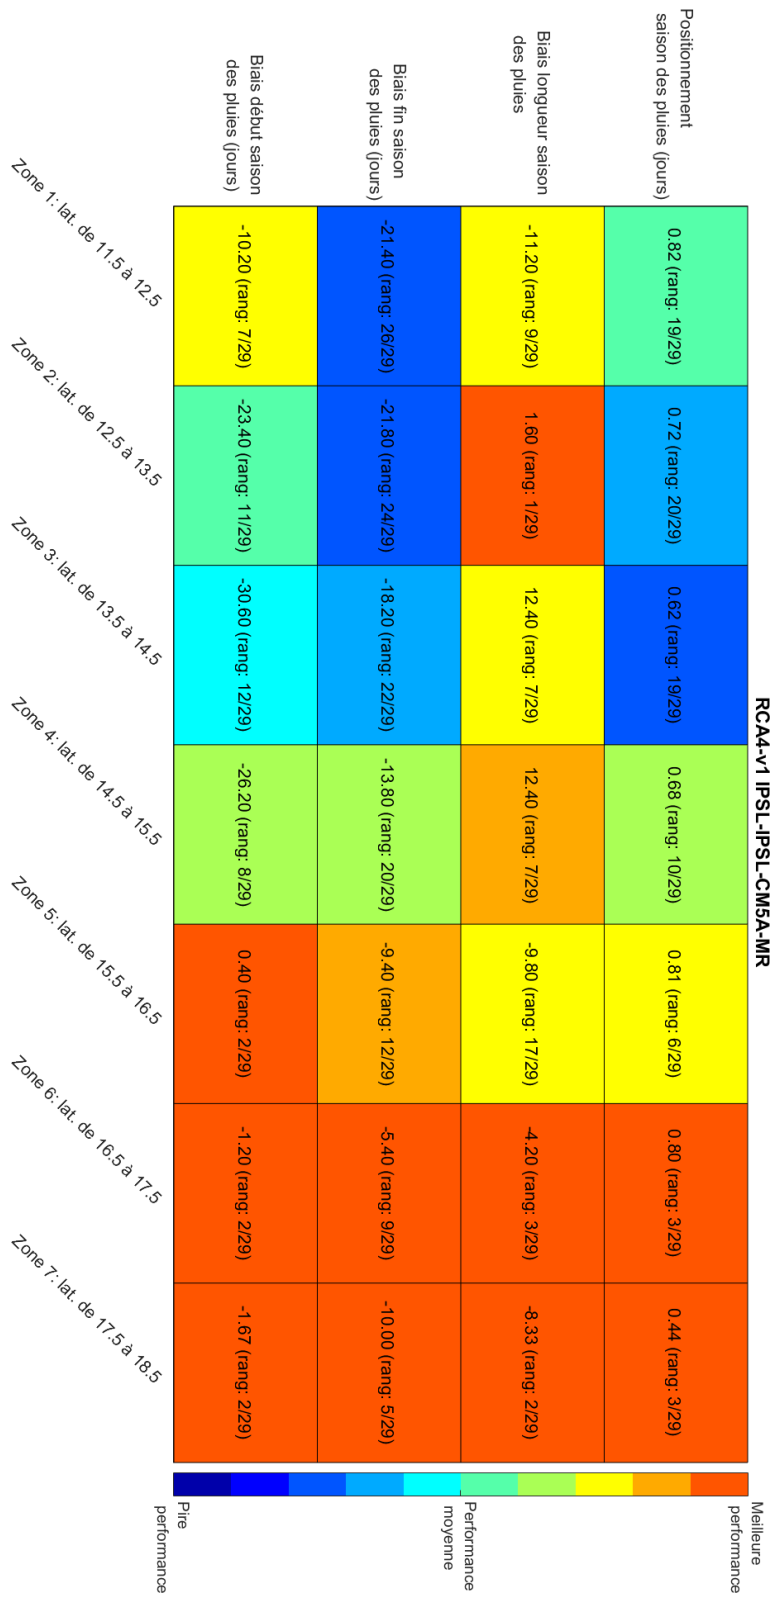 RCA4-v1 IPSL-IPSL-CM5A-MR
Positionnement
saison des pluies (jours)
0.82 (rang: 19/29)
0.72 (rang: 20/29)
0.62 (rang: 19/29)
0.68 (rang: 10/29)
0.81 (rang: 6/29)
0.80 (rang: 3/29)
0.44 (rang: 3/29)
Biais longueur saison
des pluies
-11.20 (rang: 9/29)
1.60 (rang: 1/29)
12.40 (rang: 7/29)
12.40 (rang: 7/29)
-9.80 (rang: 17/29)
-4.20 (rang: 3/29)
-8.33 (rang: 2/29)
Biais fin saison
des pluies (jours)
-21.40 (rang: 26/29)
-21.80 (rang: 24/29)
-18.20 (rang: 22/29)
-13.80 (rang: 20/29)
-9.40 (rang: 12/29)
-5.40 (rang: 9/29)
-10.00 (rang: 5/29)
Biais début saison
des pluies (jours)
-10.20 (rang: 7/29)
-23.40 (rang: 11/29)
-30.60 (rang: 12/29)
-26.20 (rang: 8/29)
0.40 (rang: 2/29)
-1.20 (rang: 2/29)
-1.67 (rang: 2/29)
Zone 1: lat. de 11.5 à 12.5
Zone 2: lat. de 12.5 à 13.5
Zone 3: lat. de 13.5 à 14.5
Zone 4: lat. de 14.5 à 15.5
Zone 5: lat. de 15.5 à 16.5
Zone 6: lat. de 16.5 à 17.5
Zone 7: lat. de 17.5 à 18.5
Meilleure
performance
Performance
moyenne
Pire
performance